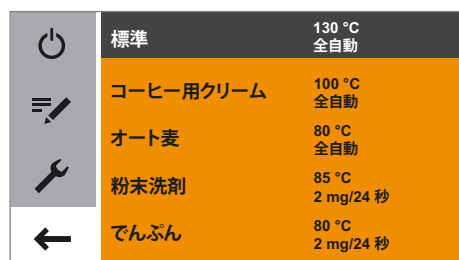 標準
130 °C
全自動
コーヒー用クリーム
100 °C
全自動
オート麦
80 °C
全自動
粉末洗剤
85 °C
2 mg/24 秒
でんぷん
80 °C
2 mg/24 秒